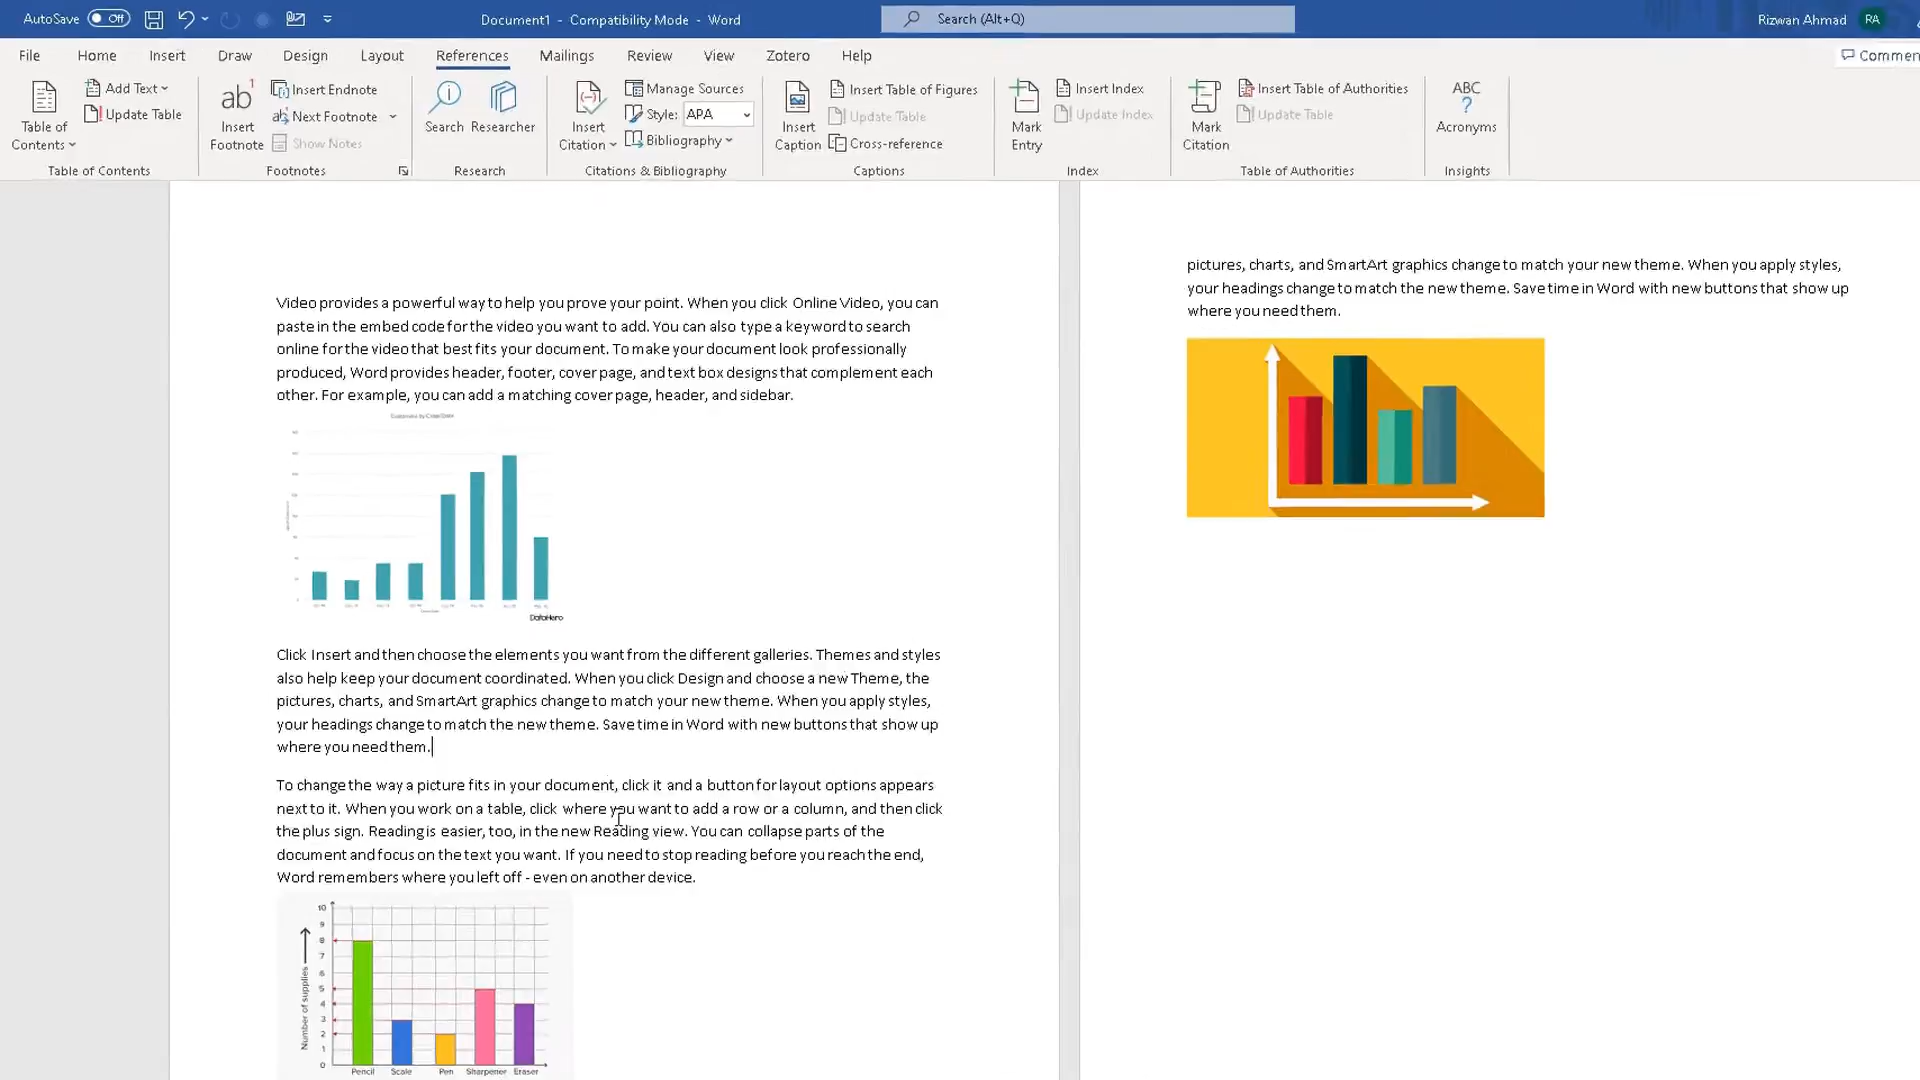 AutoSave Off Document1 - Compatibility Mode - Word Search (Alt+Q) Rizwan Ahmad RA
File Home Insert Draw Design Layout References Mailings Review View Zotero Help Commen
Table of Contents
Add Text
Update Table
Table of Contents
ab1 Insert Footnote
Insert Endnote
Next Footnote
Show Notes
Footnotes
Search Researcher
Research
Insert Citation
Manage Sources
Style: APA
Bibliography
Citations & Bibliography
Insert Caption
Insert Table of Figures
Update Table
Cross-reference
Captions
Mark Entry
Insert Index
Update Index
Index
Mark Citation
Insert Table of Authorities
Update Table
Table of Authorities
ABC ?
Acronyms
Insights
Video provides a powerful way to help you prove your point. When you click Online Video, you can
paste in the embed code for the video you want to add. You can also type a keyword to search
online for the video that best fits your document. To make your document look professionally
produced, Word provides header, footer, cover page, and text box designs that complement each
other. For example, you can add a matching cover page, header, and sidebar.
DataHero
Click Insert and then choose the elements you want from the different galleries. Themes and styles
also help keep your document coordinated. When you click Design and choose a new Theme, the
pictures, charts, and SmartArt graphics change to match your new theme. When you apply styles,
your headings change to match the new theme. Save time in Word with new buttons that show up
where you need them.
To change the way a picture fits in your document, click it and a button for layout options appears
next to it. When you work on a table, click where you want to add a row or a column, and then click
the plus sign. Reading is easier, too, in the new Reading view. You can collapse parts of the
document and focus on the text you want. If you need to stop reading before you reach the end,
Word remembers where you left off - even on another device.
Number of supplies
10
9
8
7
6
5
4
3
2
1
0
Pencil Scale Pen Sharpener Eraser
pictures, charts, and SmartArt graphics change to match your new theme. When you apply styles,
your headings change to match the new theme. Save time in Word with new buttons that show up
where you need them.